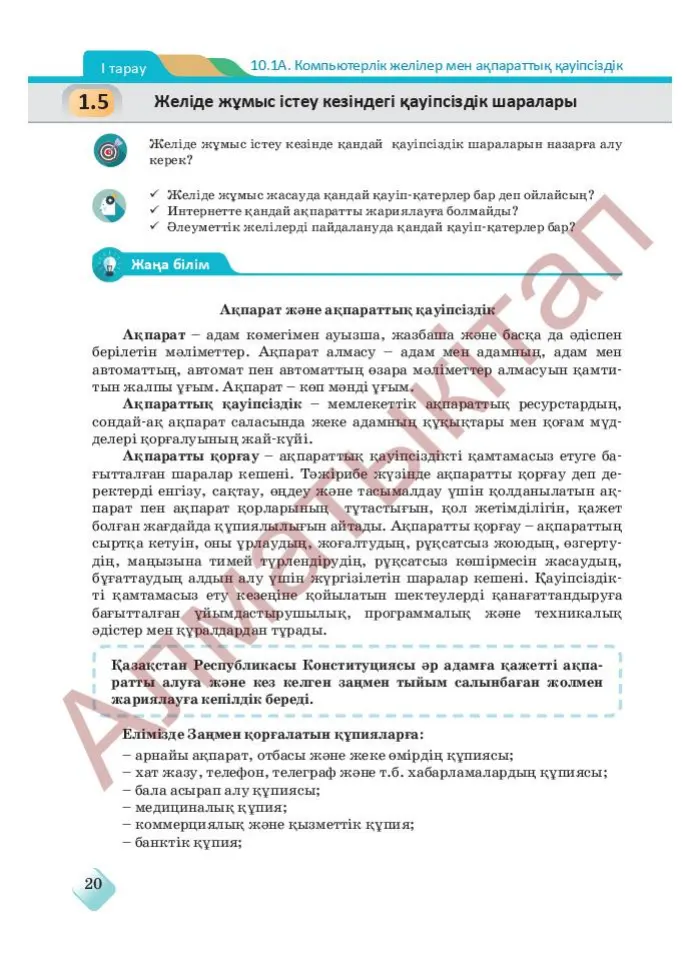 І тарау
10.1А. Компьютерлік желілер мен ақпараттық қауіпсіздік
1.5
Желіде жұмыс істеу кезіндегі қауіпсіздік шаралары
Желіде жұмыс істеу кезінде қандай қауіпсіздік шараларын назарға алу
керек?
✓ Желіде жұмыс жасауда қандай қауіп-қатерлер бар деп ойлайсың?
✓ Интернетте қандай ақпаратты жариялауға болмайды?
✓ Әлеуметтік желілерді пайдалануда қандай қауіп-қатерлер бар?
Жаңа білім
Ақпарат және ақпараттық қауіпсіздік
Ақпарат – адам көмегімен ауызша, жазбаша және басқа да әдіспен
берілетін мәліметтер. Ақпарат алмасу – адам мен адамның, адам мен
автоматтың, автомат пен автоматтың өзара мәліметтер алмасуын қамти-
тын жалпы ұғым. Ақпарат – көп мәнді ұғым.
Ақпараттық қауіпсіздік – мемлекеттік ақпараттық ресурстардың,
сондай-ақ ақпарат саласында жеке адамның құқықтары мен қоғам мүд-
делері қорғалуының жай-күйі.
Ақпаратты қорғау – ақпараттық қауіпсіздікті қамтамасыз етуге ба-
ғытталған шаралар кешені. Тәжірибе жүзінде ақпаратты қорғау деп де-
ректерді енгізу, сақтау, өңдеу және тасымалдау үшін қолданылатын ақ-
парат пен ақпарат қорларының тұтастығын, қол жетімділігін, қажет
болған жағдайда құпиялылығын айтады. Ақпаратты қорғау – ақпараттың
сыртқа кетуін, оны ұрлаудың, жоғалтудың, рұқсатсыз жоюдың, өзгерту-
дің, маңызына тимей түрлендірудің, рұқсатсыз көшірмесін жасаудың,
бұғаттаудың алдын алу үшін жүргізілетін шаралар кешені. Қауіпсіздік-
ті қамтамасыз ету кезеңіне қойылатын шектеулерді қанағаттандыруға
бағытталған ұйымдастырушылық, программалық және техникалық
әдістер мен құралдардан тұрады.
Қазақстан Республикасы Конституциясы әр адамға қажетті ақпа-
ратты алуға және кез келген заңмен тыйым салынбаған жолмен
жариялауға кепілдік береді.
Елімізде Заңмен қорғалатын құпияларға:
– арнайы ақпарат, отбасы және жеке өмірдің құпиясы;
– хат жазу, телефон, телеграф және т.б. хабарламалардың құпиясы;
– бала асырап алу құпиясы;
– медициналық құпия;
– коммерциялық және қызметтік құпия;
– банктік құпия;
20
Алматыкітап